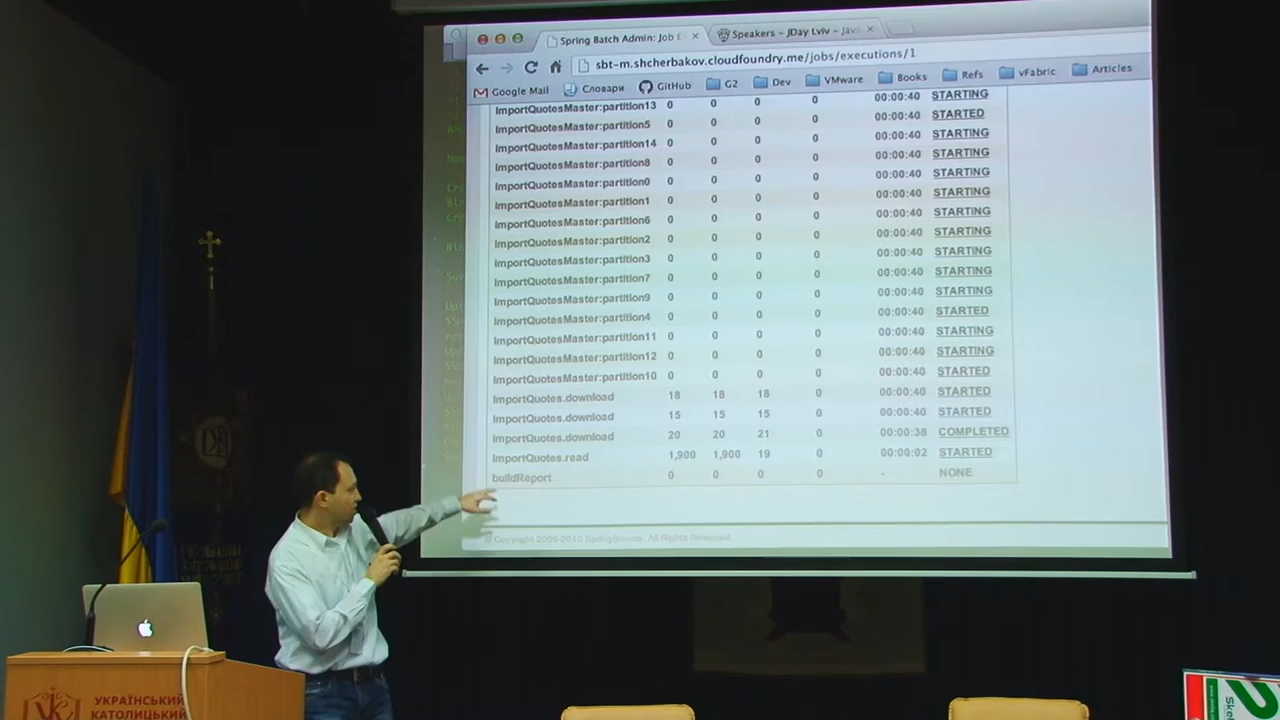 Spring Batch Admin: Job E
Speakers – JDay Lviv – Java
sbt-m.shcherbakov.cloudfoundry.me/jobs/executions/1
Google Mail Словари GitHub G2 Dev VMware Books Refs vFabric Articles
ImportQuotesMaster:partition13 0 0 0 0 00:00:40 STARTING
ImportQuotesMaster:partition5 0 0 0 0 00:00:40 STARTED
ImportQuotesMaster:partition14 0 0 0 0 00:00:40 STARTING
ImportQuotesMaster:partition8 0 0 0 0 00:00:40 STARTING
ImportQuotesMaster:partition0 0 0 0 0 00:00:40 STARTING
ImportQuotesMaster:partition1 0 0 0 0 00:00:40 STARTING
ImportQuotesMaster:partition6 0 0 0 0 00:00:40 STARTING
ImportQuotesMaster:partition2 0 0 0 0 00:00:40 STARTING
ImportQuotesMaster:partition3 0 0 0 0 00:00:40 STARTING
ImportQuotesMaster:partition7 0 0 0 0 00:00:40 STARTING
ImportQuotesMaster:partition9 0 0 0 0 00:00:40 STARTING
ImportQuotesMaster:partition4 0 0 0 0 00:00:40 STARTED
ImportQuotesMaster:partition11 0 0 0 0 00:00:40 STARTING
ImportQuotesMaster:partition12 0 0 0 0 00:00:40 STARTING
ImportQuotesMaster:partition10 0 0 0 0 00:00:40 STARTED
ImportQuotes.download 18 18 18 0 00:00:40 STARTED
ImportQuotes.download 15 15 15 0 00:00:40 STARTED
ImportQuotes.download 20 20 21 0 00:00:38 COMPLETED
ImportQuotes.read 1,900 1,900 19 0 00:00:02 STARTED
buildReport 0 0 0 0 - NONE
© Copyright 2009-2010 SpringSource. All Rights Reserved.
УКРАЇНСЬКИЙ
КАТОЛИЦЬКИЙ